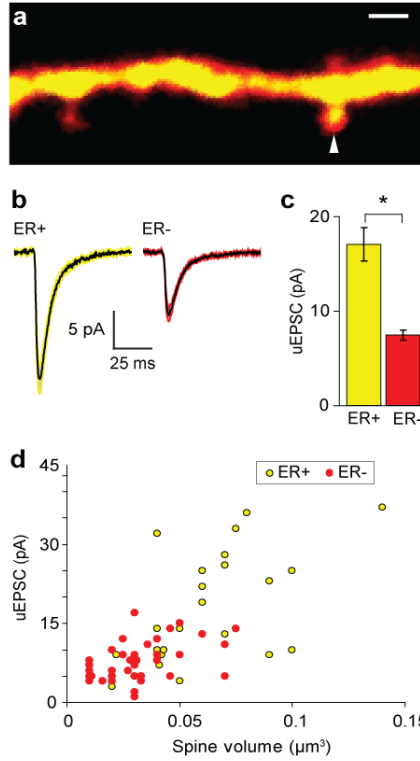 a
b
ER+
ER-
5 pA
25 ms
c
*
20
10
0
uEPSC (pA)
ER+
ER-
d
ER+
ER-
45
30
15
0
uEPSC (pA)
0
0.05
0.1
0.15
Spine volume (µm³)